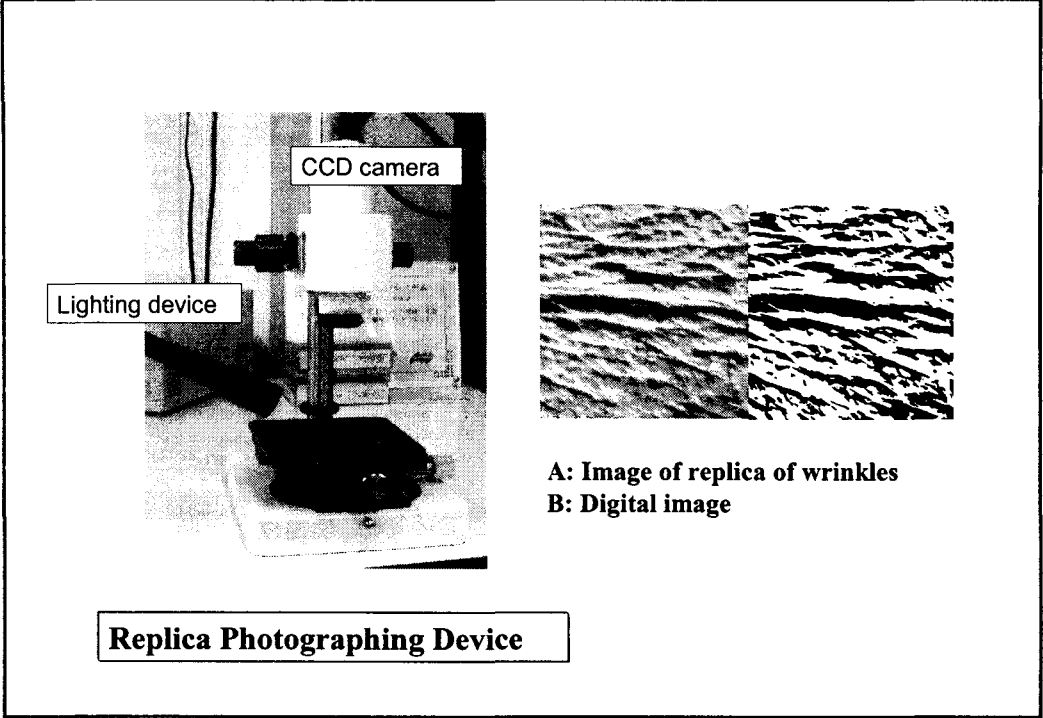 CCD camera
Lighting device
A: Image of replica of wrinkles
B: Digital image
Replica Photographing Device